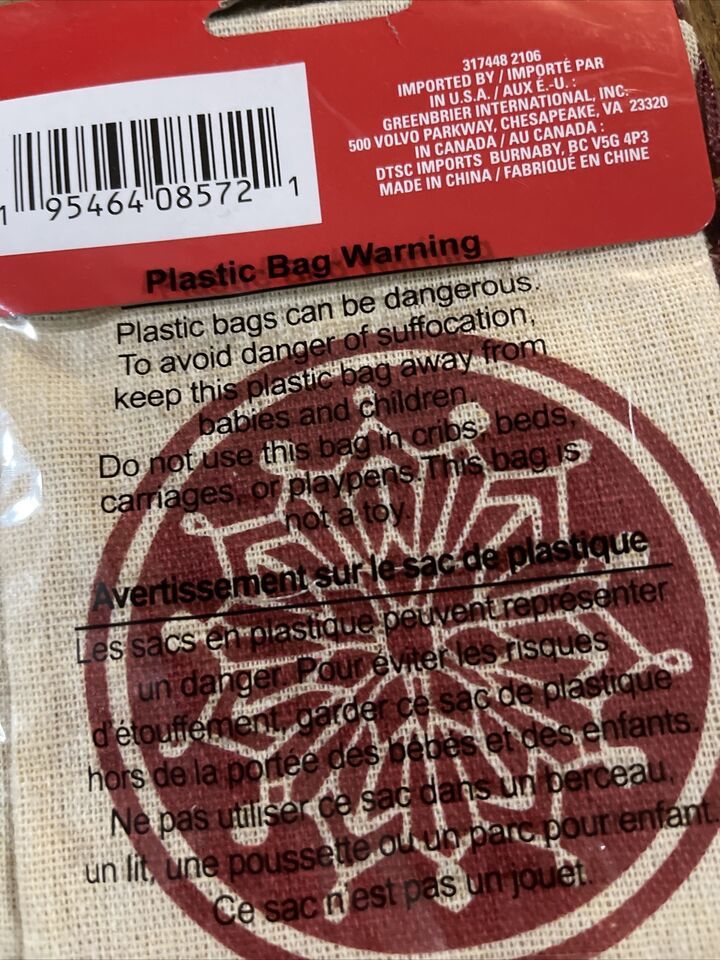 317448 2106
IMPORTED BY / IMPORTÉ PAR
IN U.S.A. / AUX É.-U. :
GREENBRIER INTERNATIONAL, INC.
500 VOLVO PARKWAY, CHESAPEAKE, VA 23320
IN CANADA / AU CANADA :
DTSC IMPORTS BURNABY, BC V5G 4P3
MADE IN CHINA / FABRIQUÉ EN CHINE
1 95464 08572 1
Plastic Bag Warning
Plastic bags can be dangerous.
To avoid danger of suffocation,
keep this plastic bag away from
babies and children.
Do not use this bag in cribs, beds,
carriages, or playpens.This bag is
not a toy.
Avertissement sur le sac de plastique
Les sacs en plastique peuvent représenter
un danger. Pour éviter les risques
d'étouffement, garder ce sac de plastique
hors de la portée des bébés et des enfants.
Ne pas utiliser ce sac dans un berceau,
un lit, une poussette ou un parc pour enfant.
Ce sac n'est pas un jouet.